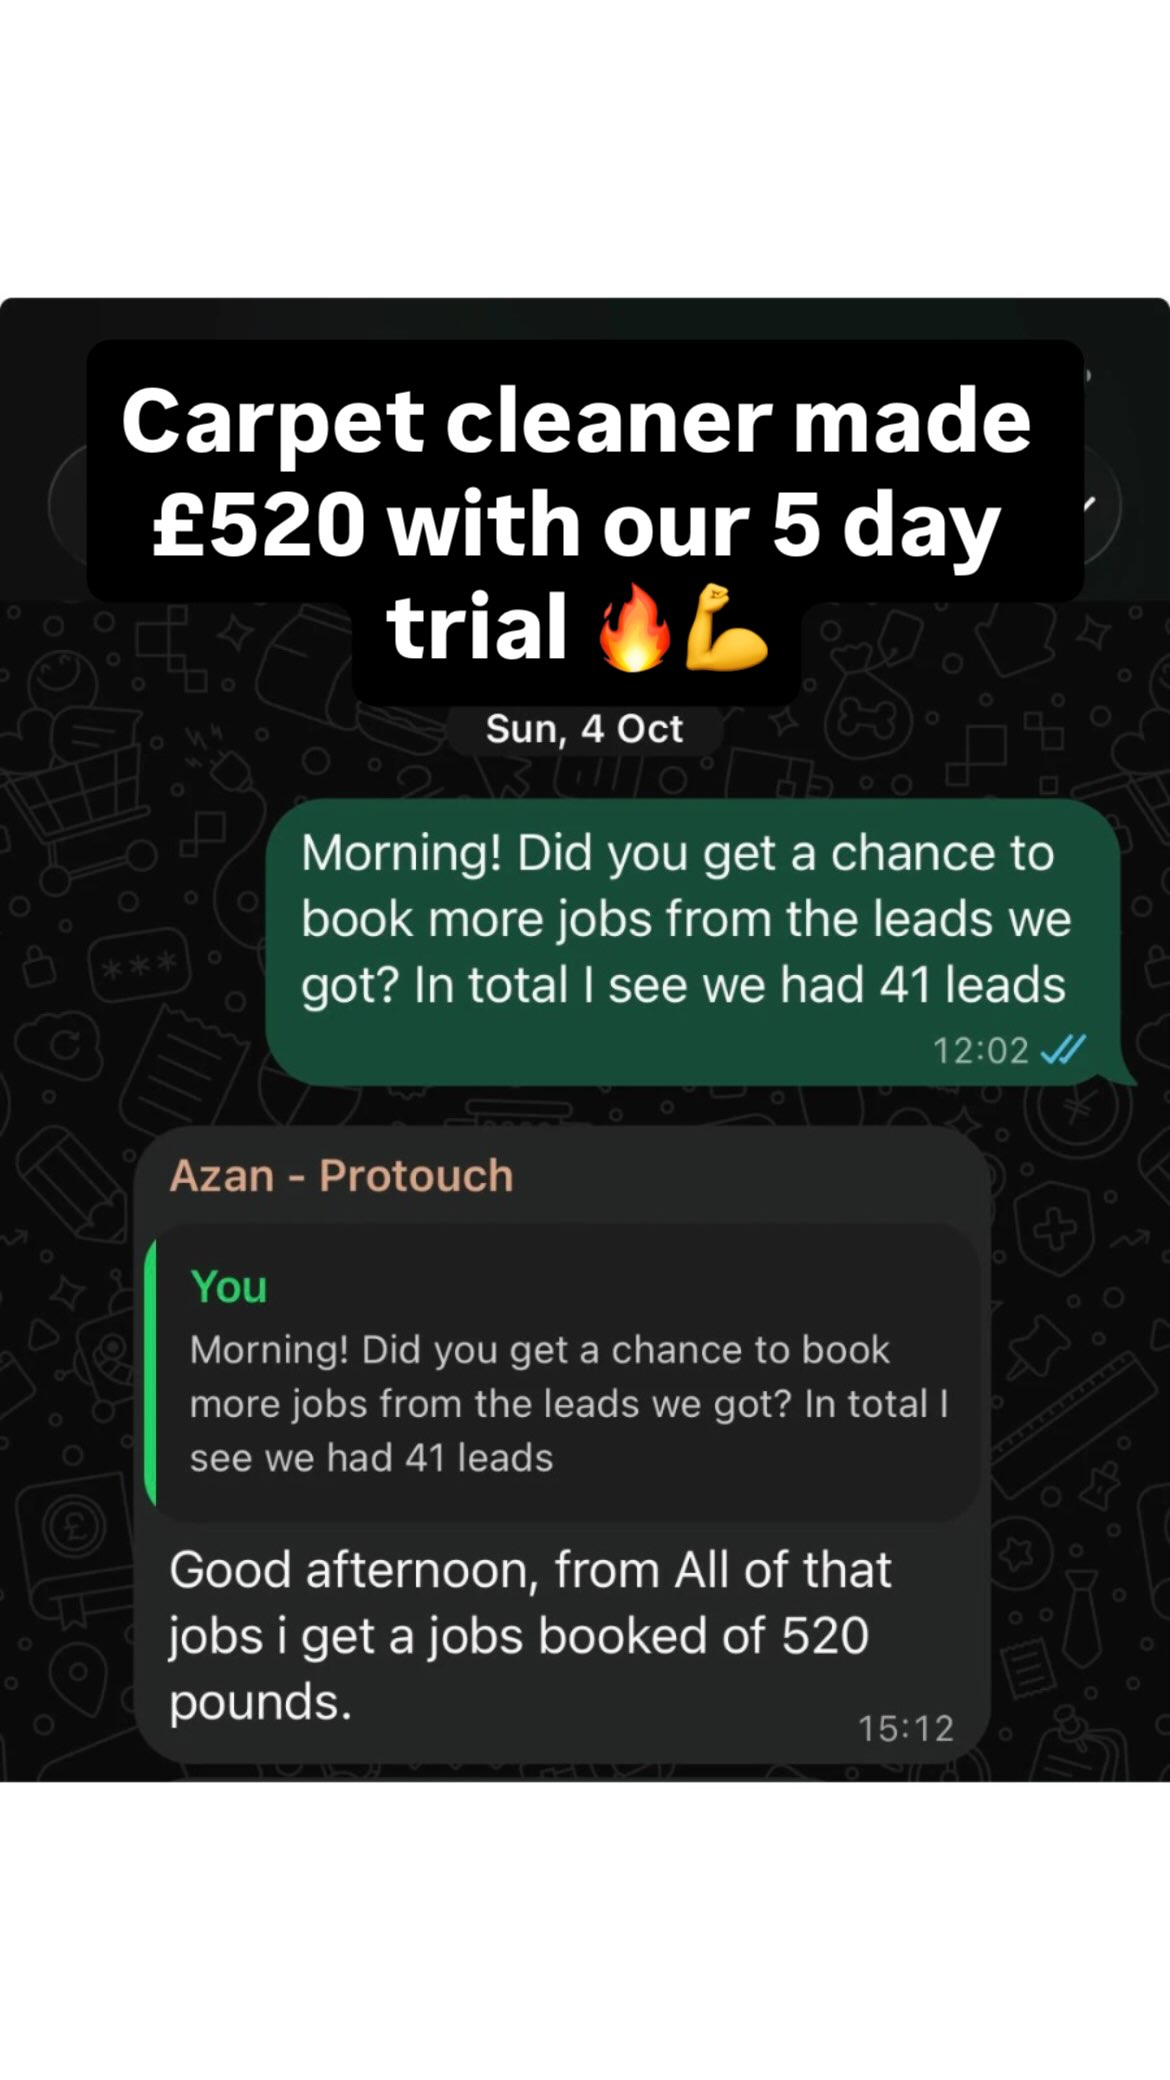 Carpet cleaner made
£520 with our 5 day
trial 🔥💪
Sun, 4 Oct
Morning! Did you get a chance to
book more jobs from the leads we
got? In total I see we had 41 leads
12:02
Azan - Protouch
You
Morning! Did you get a chance to book
more jobs from the leads we got? In total I
see we had 41 leads
Good afternoon, from All of that
jobs i get a jobs booked of 520
pounds.
15:12